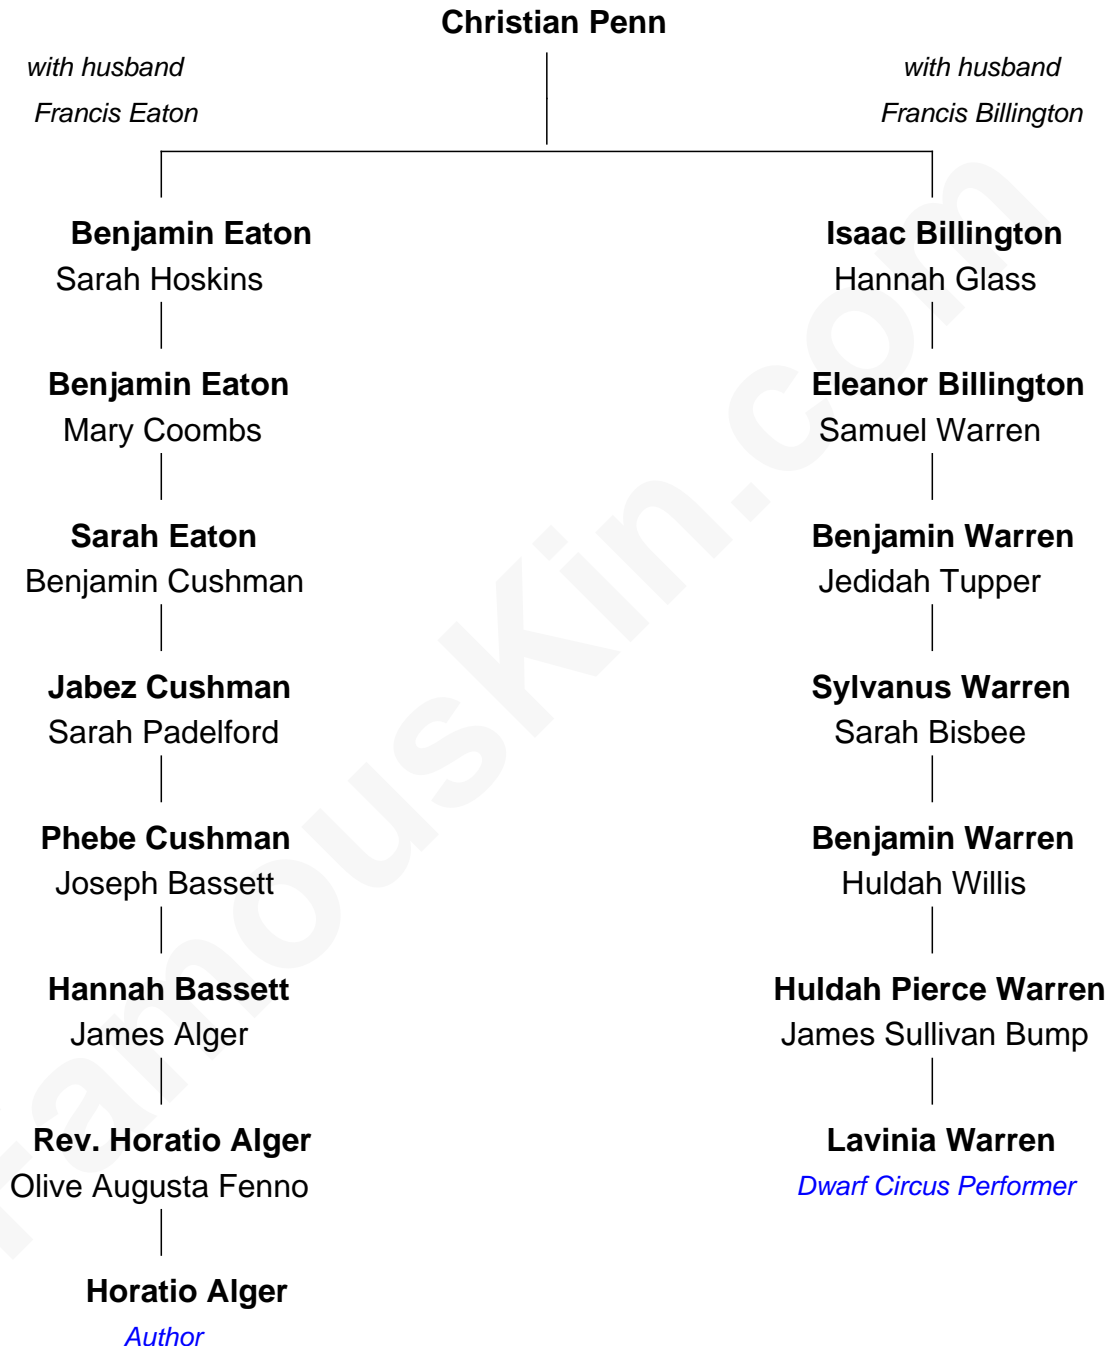 Christian Penn
with husband
Francis Eaton
with husband
Francis Billington
Benjamin Eaton
Sarah Hoskins
Isaac Billington
Hannah Glass
Benjamin Eaton
Mary Coombs
Eleanor Billington
Samuel Warren
Sarah Eaton
Benjamin Cushman
Benjamin Warren
Jedidah Tupper
Jabez Cushman
Sarah Padelford
Sylvanus Warren
Sarah Bisbee
Phebe Cushman
Joseph Bassett
Benjamin Warren
Huldah Willis
Hannah Bassett
James Alger
Huldah Pierce Warren
James Sullivan Bump
Rev. Horatio Alger
Olive Augusta Fenno
Lavinia Warren
Dwarf Circus Performer
Horatio Alger
Author
famouskin.com